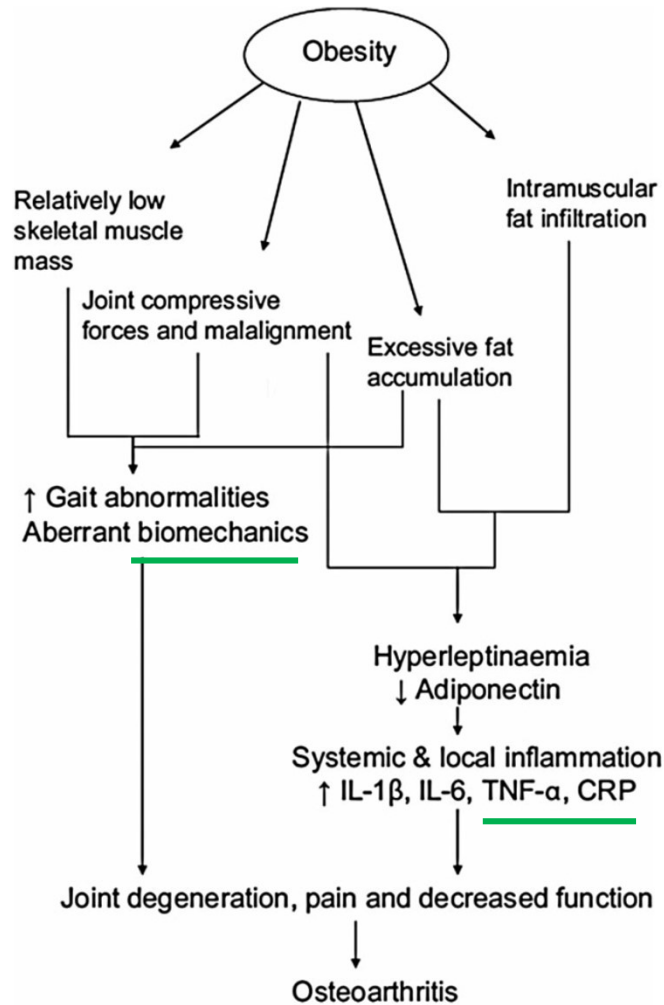 Obesity
Relatively low
skeletal muscle
mass
Intramuscular
fat infiltration
Joint compressive
forces and malalignment
Excessive fat
accumulation
↑ Gait abnormalities
Aberrant biomechanics
Hyperleptinaemia
↓ Adiponectin
Systemic & local inflammation
↑ IL-1β, IL-6, TNF-α, CRP
Joint degeneration, pain and decreased function
Osteoarthritis